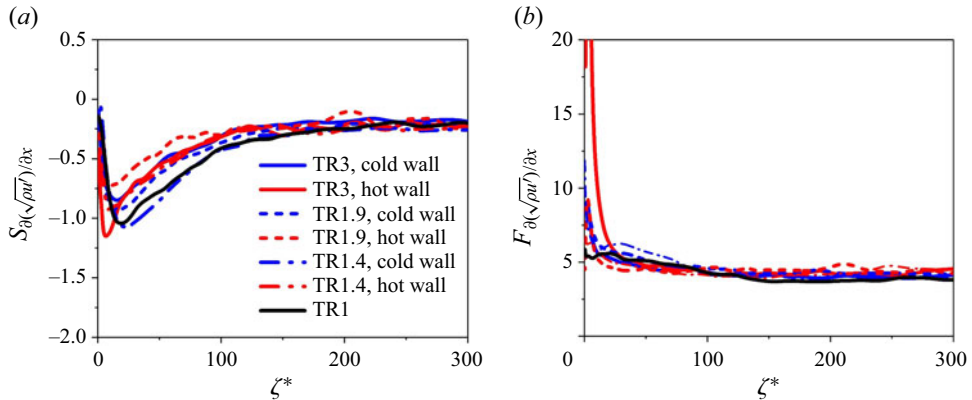 (a)
(b)
0.5
0
–0.5
–1.0
–1.5
–2.0
S∂(√ρu′)/∂x
0
100
200
300
ζ*
TR3, cold wall
TR3, hot wall
TR1.9, cold wall
TR1.9, hot wall
TR1.4, cold wall
TR1.4, hot wall
TR1
20
15
10
5
F∂(√ρu′)/∂x
0
100
200
300
ζ*